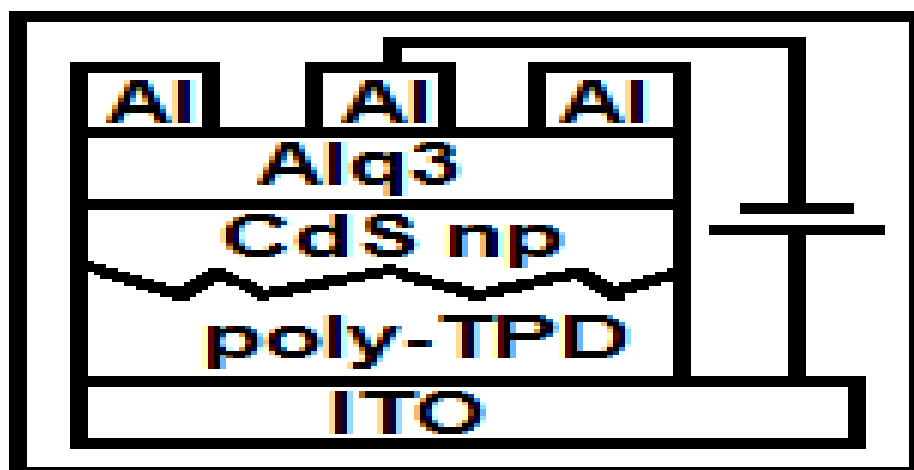 Al Al Al
Alq3
CdS np
poly-TPD
ITO